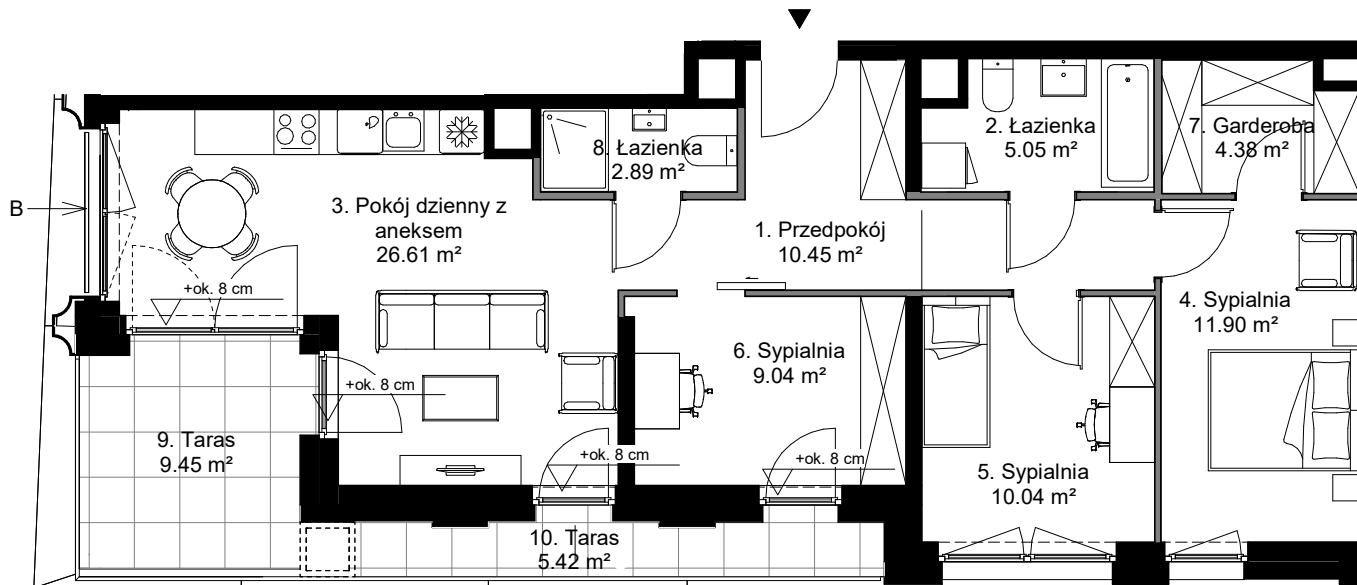 2. Łazienka
5.05 m²
7. Garderoba
4.38 m²
8. Łazienka
2.89 m²
B
3. Pokój dzienny z
aneksem
26.61 m²
1. Przedpokój
10.45 m²
+ok. 8 cm
4. Sypialnia
11.90 m²
6. Sypialnia
9.04 m²
+ok. 8 cm
9. Taras
9.45 m²
+ok. 8 cm
+ok. 8 cm
5. Sypialnia
10.04 m²
10. Taras
5.42 m²